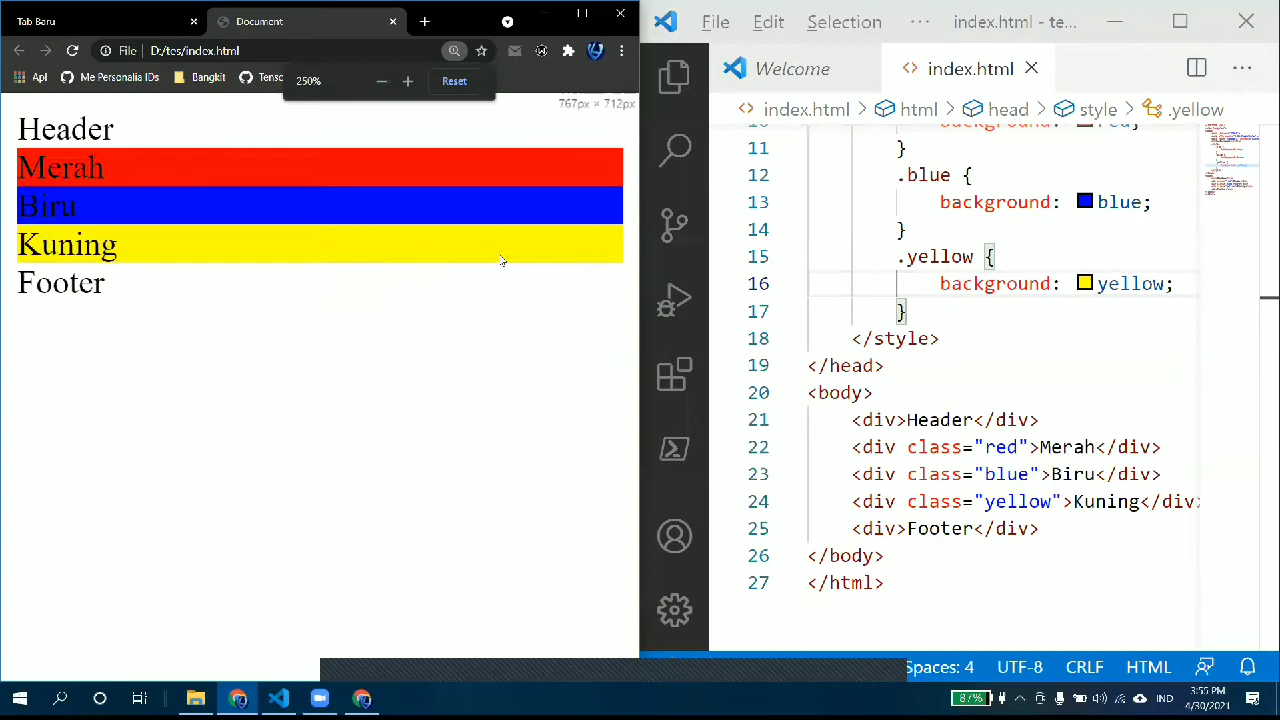 Tab Baru
Document
File
D:/tes/index.html
Apl
Me Personalia IDs
Bangkit
250%
Reset
767px × 712px
Header
Merah
Biru
Kuning
Footer
File Edit Selection ··· index.html - te...
Welcome
index.html
index.html > html > head > style > .yellow
11 }
12 .blue {
13 background: blue;
14 }
15 .yellow {
16 background: yellow;
17 }
18 </style>
19 </head>
20 <body>
21 <div>Header</div>
22 <div class="red">Merah</div>
23 <div class="blue">Biru</div>
24 <div class="yellow">Kuning</div>
25 <div>Footer</div>
26 </body>
27 </html>
Spaces: 4 UTF-8 CRLF HTML
87%
IND
3:55 PM
4/30/2021